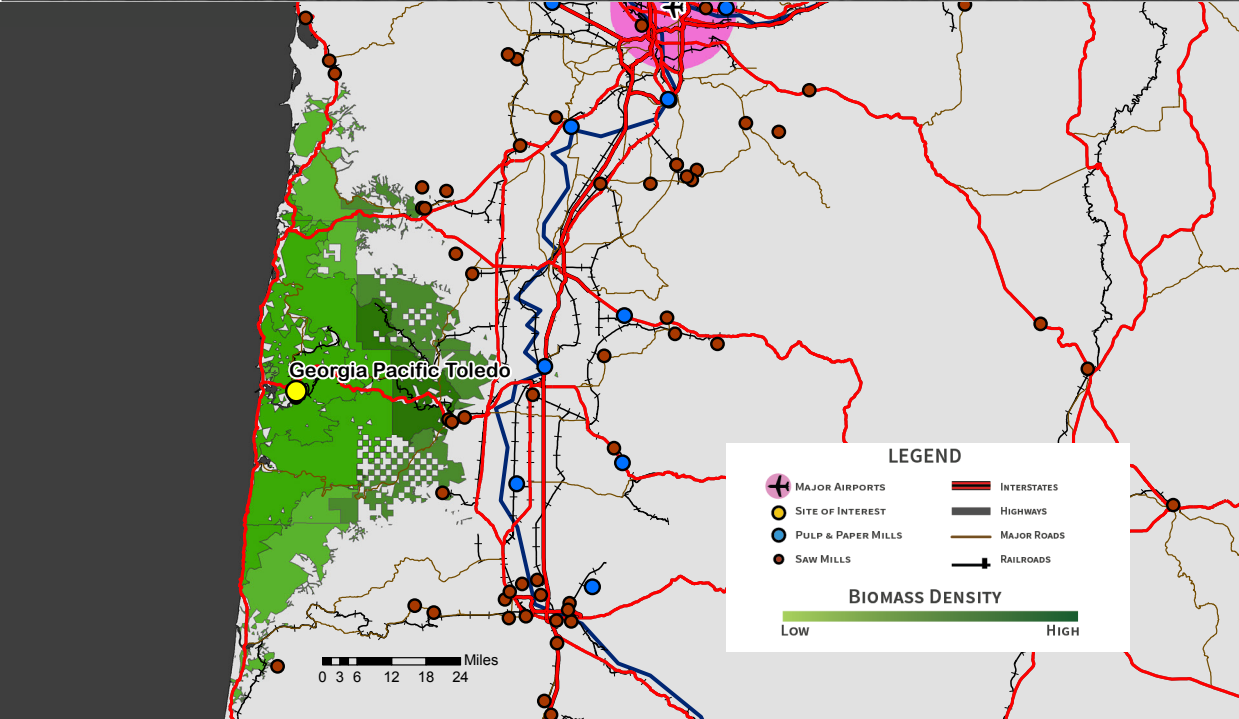 Georgia Pacific Toledo
LEGEND
Major Airports
Interstates
Site of Interest
Highways
Pulp & Paper Mills
Major Roads
Saw Mills
Railroads
Biomass Density
Low High
Miles
0 3 6 12 18 24